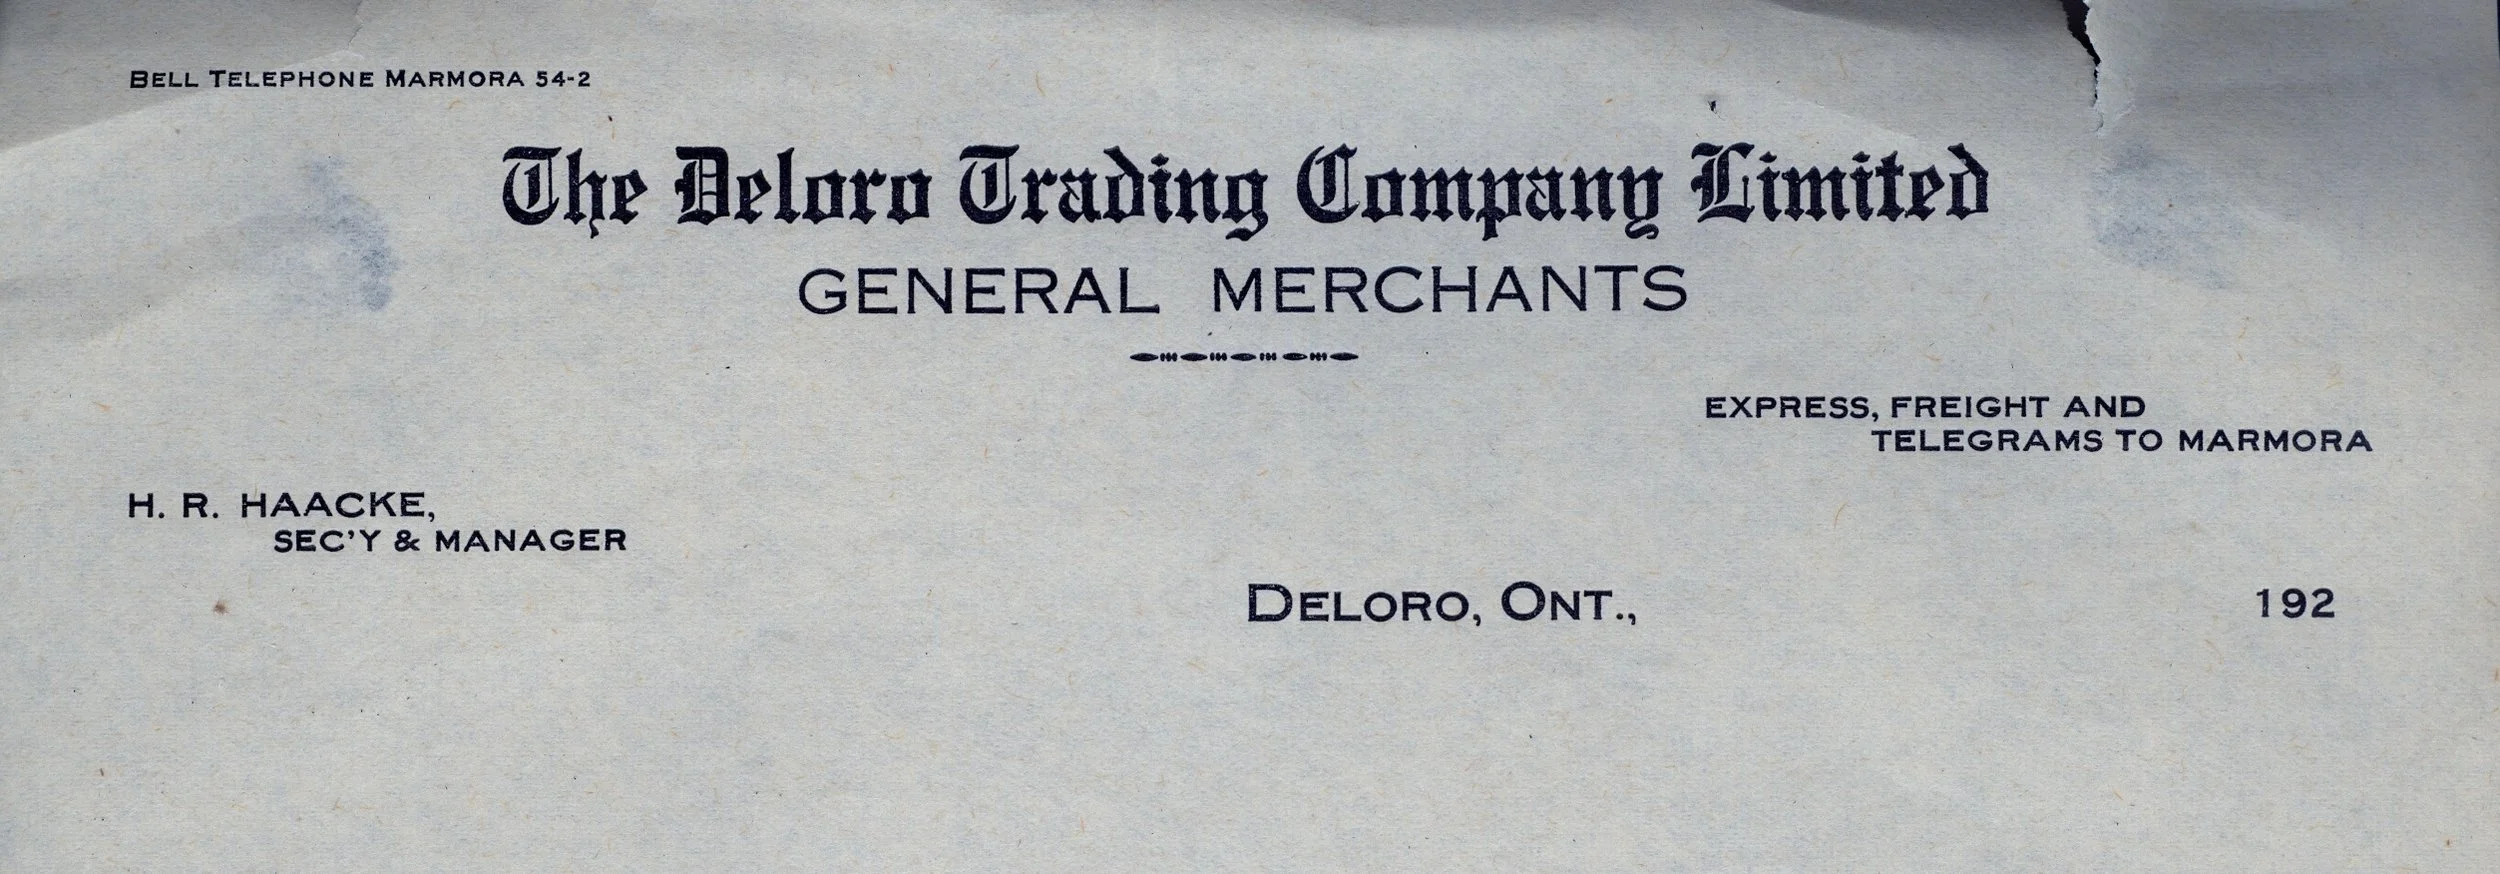 BELL TELEPHONE MARMORA 54-2
The Deloro Trading Company Limited
GENERAL MERCHANTS
EXPRESS, FREIGHT AND
TELEGRAMS TO MARMORA
H. R. HAACKE,
SEC'Y & MANAGER
DELORO, ONT., 192